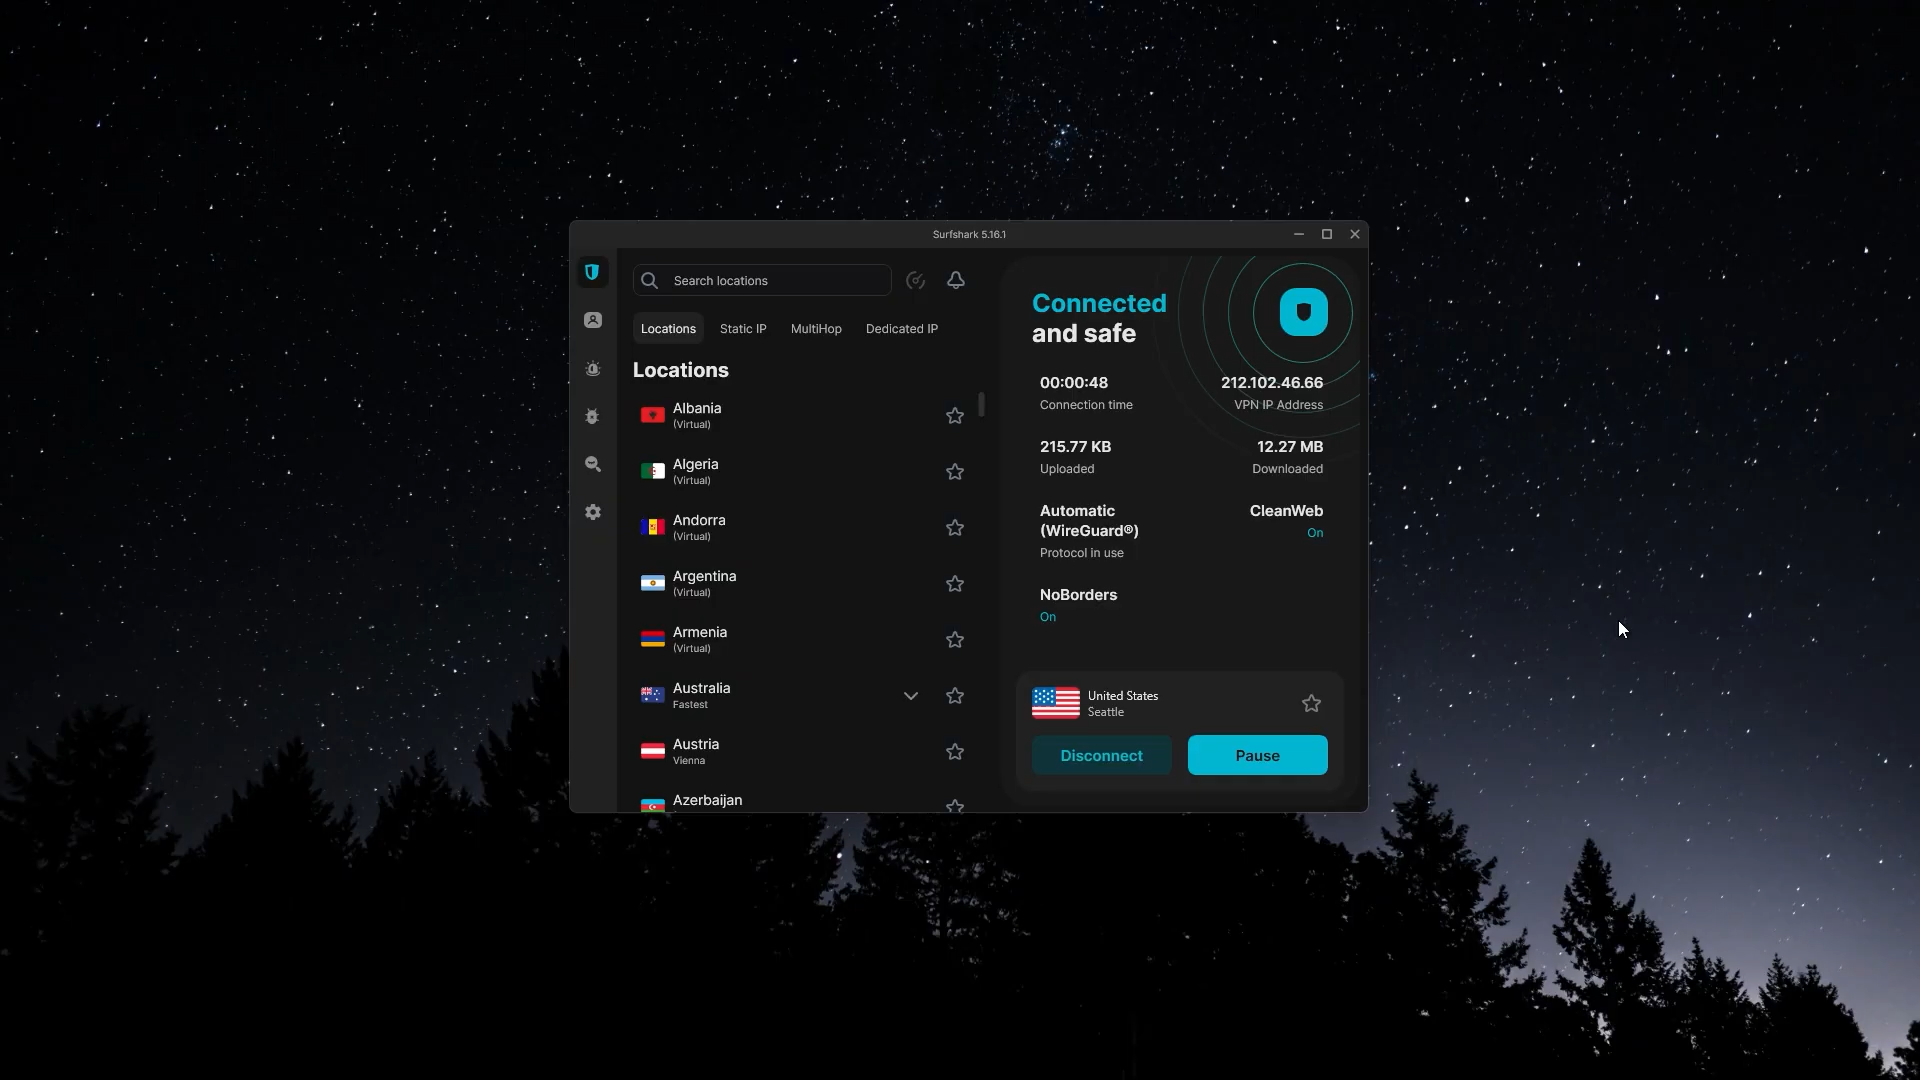 Surfshark 5.16.1
Search locations
Locations
Static IP
MultiHop
Dedicated IP
Locations
Albania
(Virtual)
Algeria
(Virtual)
Andorra
(Virtual)
Argentina
(Virtual)
Armenia
(Virtual)
Australia
Fastest
Austria
Vienna
Azerbaijan
Connected
and safe
00:00:48
Connection time
212.102.46.66
VPN IP Address
215.77 KB
Uploaded
12.27 MB
Downloaded
Automatic
(WireGuard®)
Protocol in use
CleanWeb
On
NoBorders
On
United States
Seattle
Disconnect
Pause